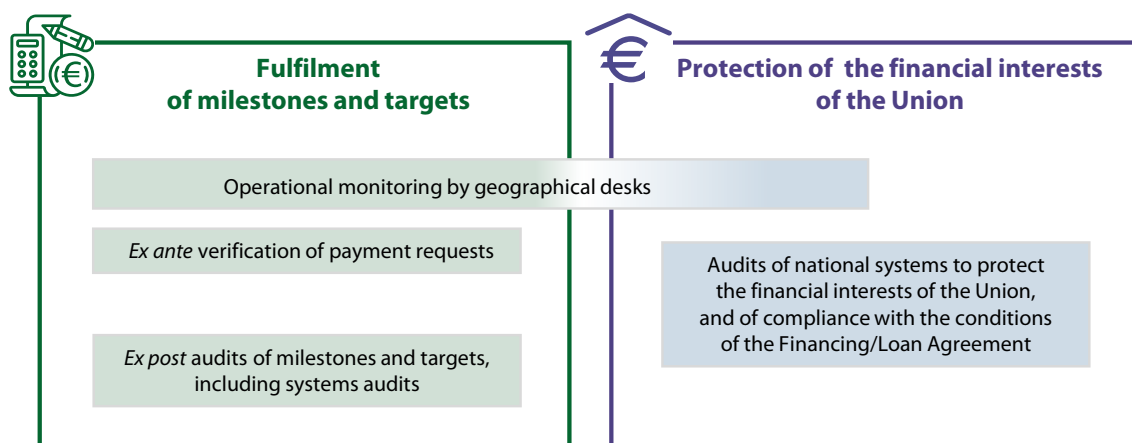 Fulfilment
of milestones and targets
Protection of the financial interests
of the Union
Operational monitoring by geographical desks
Ex ante verification of payment requests
Ex post audits of milestones and targets,
including systems audits
Audits of national systems to protect
the financial interests of the Union,
and of compliance with the conditions
of the Financing/Loan Agreement